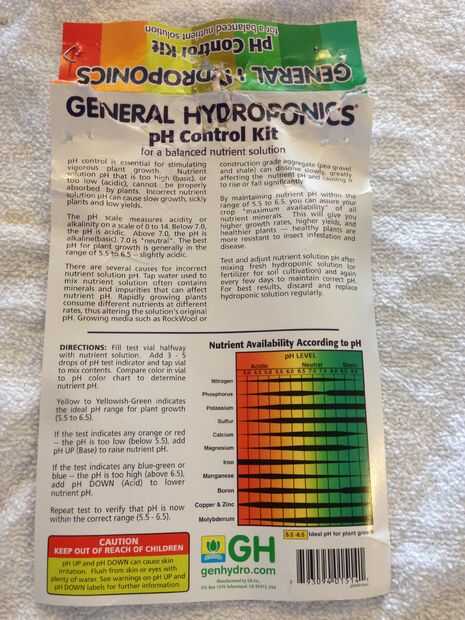 GENERAL HYDROPONICS
pH Control Kit
for a balanced nutrient solution
GENERAL HYDROPONICS®
pH Control Kit
for a balanced nutrient solution
pH control is essential for stimulating
vigorous plant growth. Nutrient
solution pH that is too high (basic), or
too low (acidic), cannot be properly
absorbed by plants. Incorrect nutrient
solution pH can cause slow growth, sickly
plants and low yields.
The pH scale measures acidity or
alkalinity on a scale of 0 to 14. Below 7.0,
the pH is acidic. Above 7.0, the pH is
alkaline(basic). 7.0 is "neutral". The best
pH for plant growth is generally in the
range of 5.5 to 6.5 – slightly acidic.
There are several causes for incorrect
nutrient solution pH. Tap water used to
mix nutrient solution often contains
minerals and impurities that can affect
nutrient pH. Rapidly growing plants
consume different nutrients at different
rates, thus altering the solution's original
pH. Growing media such as RockWool or
construction grade aggregate (pea gravel
and shale) can dissolve slowly, greatly
affecting the nutrient pH and causing it
to rise or fall significantly.
By maintaining nutrient pH within the
range of 5.5 to 6.5, you can assure your
crop "maximum availability" of all
nutrient minerals. This will give you
higher growth rates, higher yields, and
healthier plants — healthy plants are
more resistant to insect infestation and
disease.
Test and adjust nutrient solution pH after
mixing fresh hydroponic solution (or
fertilizer for soil cultivation) and again
every few days to maintain correct pH.
For best results, discard and replace
hydroponic solution regularly.
DIRECTIONS: Fill test vial halfway
with nutrient solution. Add 3 - 5
drops of pH test indicator and tap vial
to mix contents. Compare color in vial
to pH color chart to determine
nutrient pH.
Yellow to Yellowish-Green indicates
the ideal pH range for plant growth
(5.5 to 6.5).
If the test indicates any orange or red
– the pH is too low (below 5.5), add
pH UP (Base) to raise nutrient pH.
If the test indicates any blue-green or
blue – the pH is too high (above 6.5),
add pH DOWN (Acid) to lower
nutrient pH.
Repeat test to verify that pH is now
within the correct range (5.5 - 6.5).
CAUTION
KEEP OUT OF REACH OF CHILDREN
pH UP and pH DOWN can cause skin
irritation. Flush from skin or eyes with
plenty of water. See warnings on pH UP and
pH DOWN labels for further information.
Nutrient Availability According to pH
pH LEVEL
Acidic Neutral Basic
Nitrogen
Phosphorus
Potassium
Sulfur
Calcium
Magnesium
Iron
Manganese
Boron
Copper & Zinc
Molybdenum
5.5 -6.5 Ideal pH for plant
GH
genhydro.com
Manufactured by GH Inc.